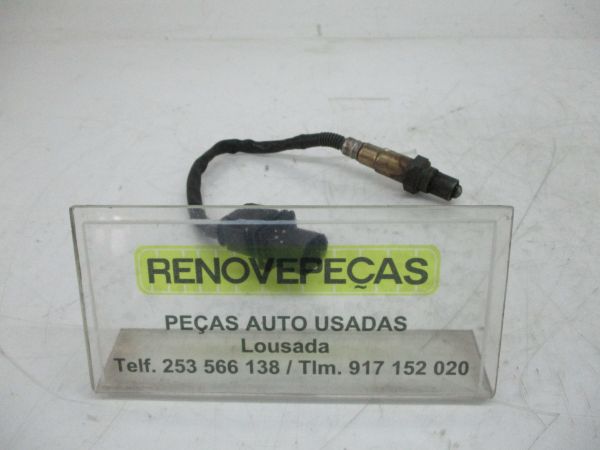 RENOVEPEÇAS
PEÇAS AUTO USADAS
Lousada
Telf. 253 566 138 / Tlm. 917 152 020